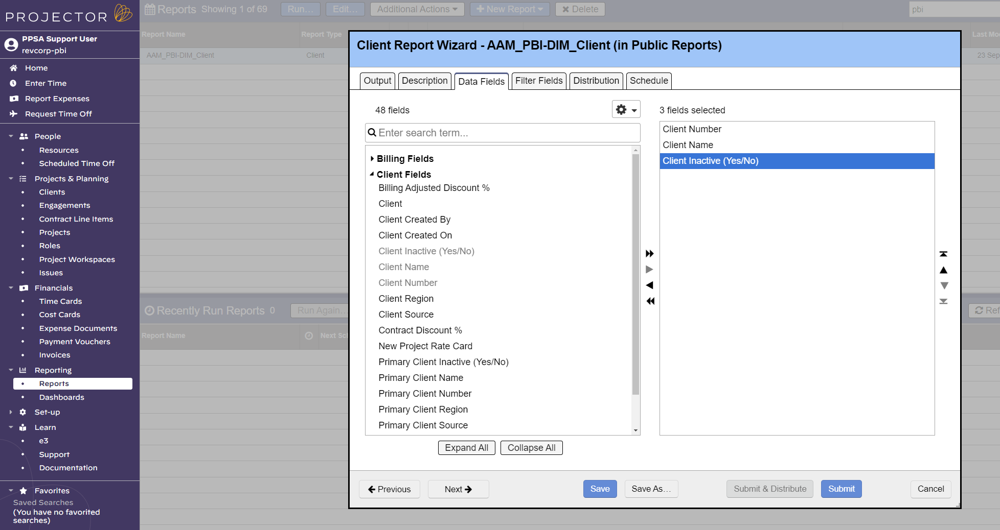 PROJECTOR
PPSA Support User
revcorp-pbi
Home
Enter Time
Report Expenses
Request Time Off
People
Resources
Scheduled Time Off
Projects & Planning
Clients
Engagements
Contract Line Items
Projects
Roles
Project Workspaces
Issues
Financials
Time Cards
Cost Cards
Expense Documents
Payment Vouchers
Invoices
Reporting
Reports
Dashboards
Set-up
Learn
e3
Support
Documentation
Favorites
Saved Searches
(You have no favorited
searches)
Reports Showing 1 of 69 Run... Edit... Additional Actions New Report Delete pbi
Report Name Report Type Last Mo
AAM_PBI-DIM_Client Client 23 Sep
Recently Run Reports 0 Run Again... Ref
Report Name Next Sc
Client Report Wizard - AAM_PBI-DIM_Client (in Public Reports)
Output Description Data Fields Filter Fields Distribution Schedule
48 fields
Enter search term...
Billing Fields
Client Fields
Billing Adjusted Discount %
Client
Client Created By
Client Created On
Client Inactive (Yes/No)
Client Name
Client Number
Client Region
Client Source
Contract Discount %
New Project Rate Card
Primary Client Inactive (Yes/No)
Primary Client Name
Primary Client Number
Primary Client Region
Primary Client Source
Expand All Collapse All
3 fields selected
Client Number
Client Name
Client Inactive (Yes/No)
Previous Next Save Save As... Submit & Distribute Submit Cancel